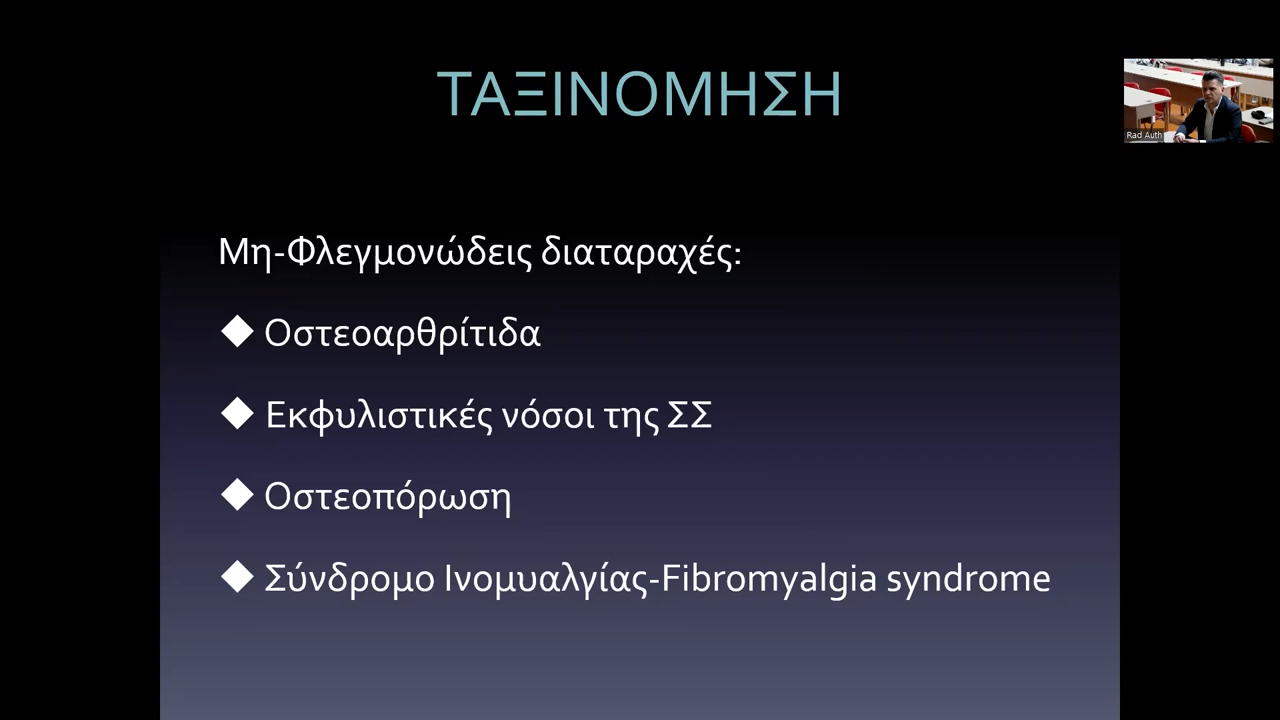 ΤΑΞΙΝΟΜΗΣΗ
Rad Auth
Μη-Φλεγμονώδεις διαταραχές:
◆ Οστεοαρθρίτιδα
◆ Εκφυλιστικές νόσοι της ΣΣ
◆ Οστεοπόρωση
◆ Σύνδρομο Ινομυαλγίας-Fibromyalgia syndrome